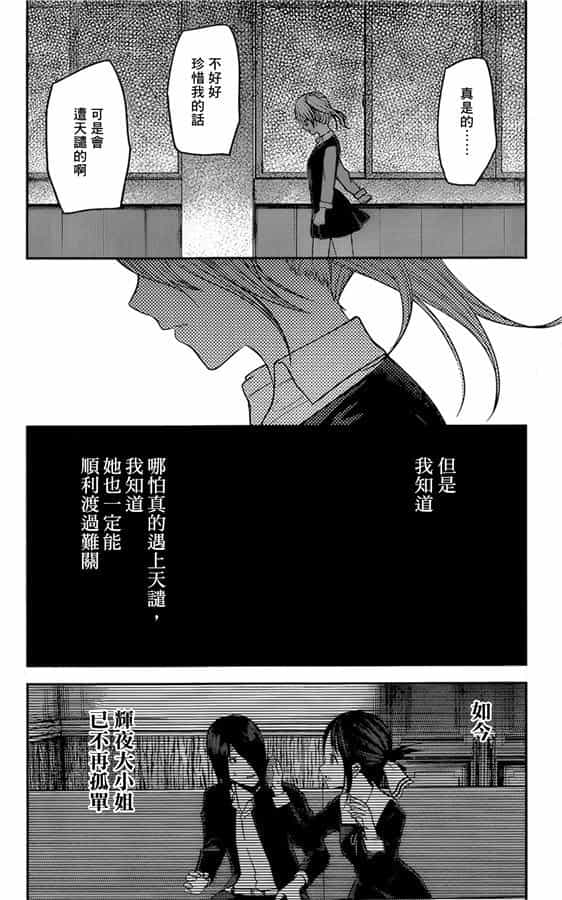 真是的⋯⋯
不好好
珍惜我的話
可是會
遭天譴的啊
但是
我知道
哪怕真的遇上天譴，
我知道
她也一定能
順利渡過難關
如今
輝夜大小姐
已不再孤單